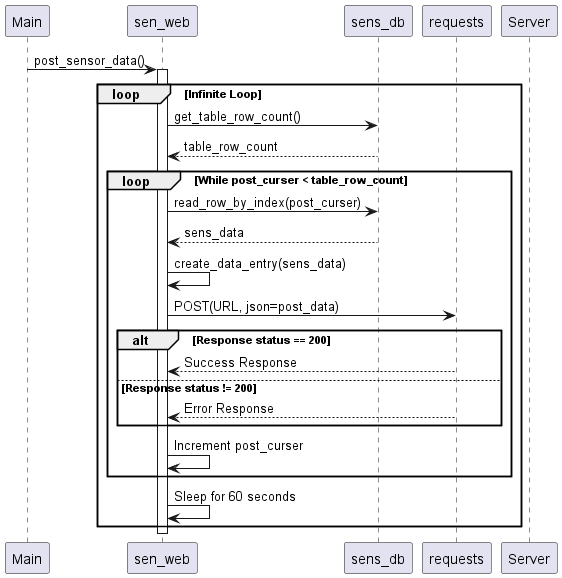 Main sen_web sens_db requests Server
post_sensor_data()
loop [Infinite Loop]
get_table_row_count()
table_row_count
loop [While post_curser < table_row_count]
read_row_by_index(post_curser)
sens_data
create_data_entry(sens_data)
POST(URL, json=post_data)
alt [Response status == 200]
Success Response
[Response status != 200]
Error Response
Increment post_curser
Sleep for 60 seconds
Main sen_web sens_db requests Server